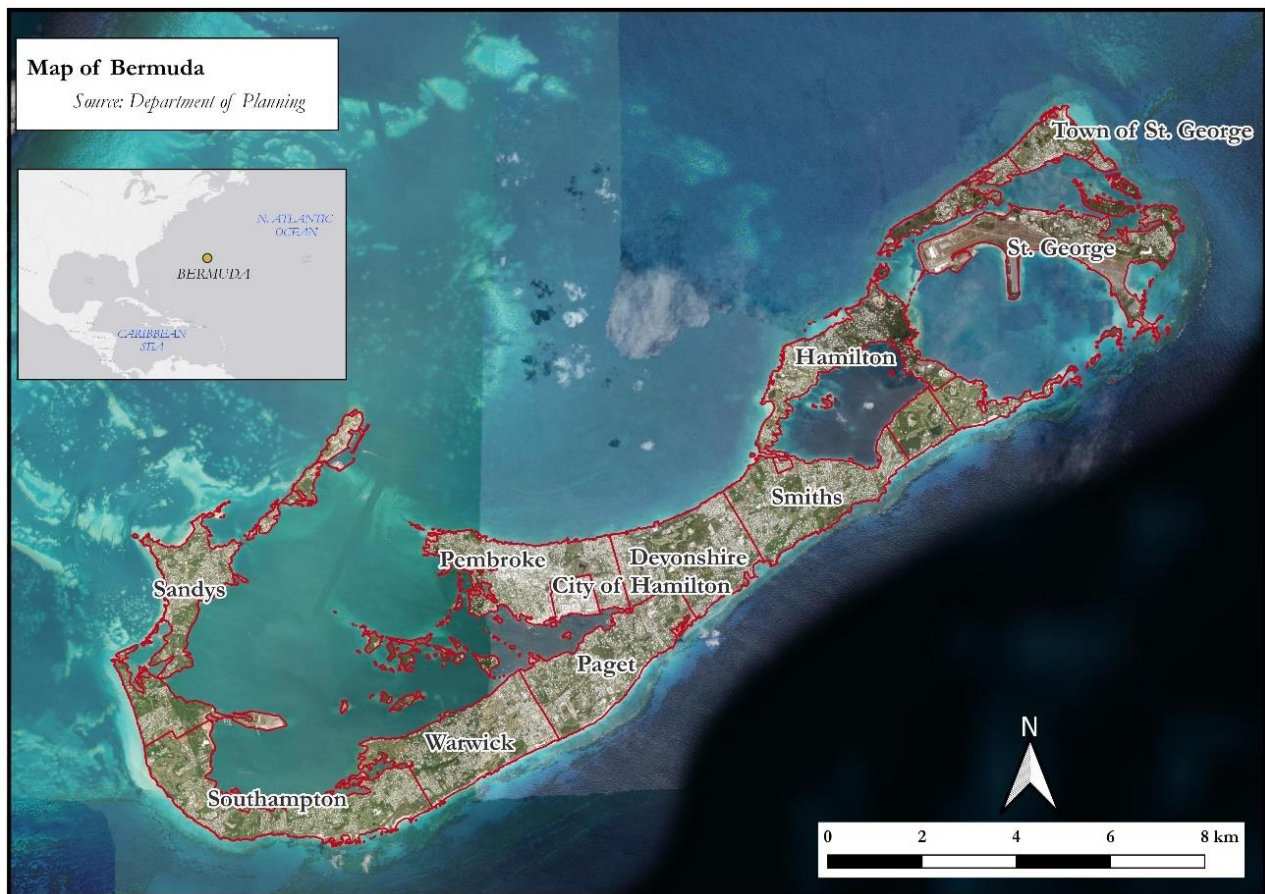 Map of Bermuda
Source: Department of Planning
N. ATLANTIC
OCEAN
BERMUDA
CARIBBEAN
SEA
Town of St. George
St. George
Hamilton
Smiths
Devonshire
Pembroke
City of Hamilton
Sandys
Paget
Warwick
Southampton
N
0 2 4 6 8 km